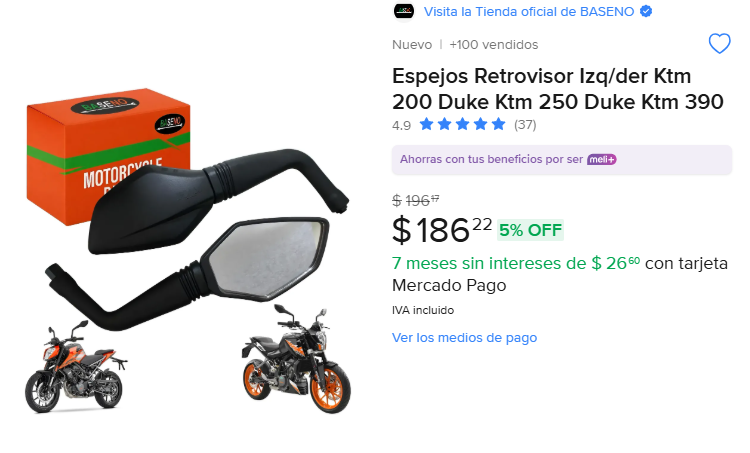 Visita la Tienda oficial de BASENO
Nuevo | +100 vendidos
Espejos Retrovisor Izq/der Ktm
200 Duke Ktm 250 Duke Ktm 390
4.9 (37)
Ahorras con tus beneficios por ser meli+
$ 196 17
$ 186 22 5% OFF
7 meses sin intereses de $ 26 60 con tarjeta
Mercado Pago
IVA incluido
Ver los medios de pago
BASENO
BASENO
MOTORCYCLE